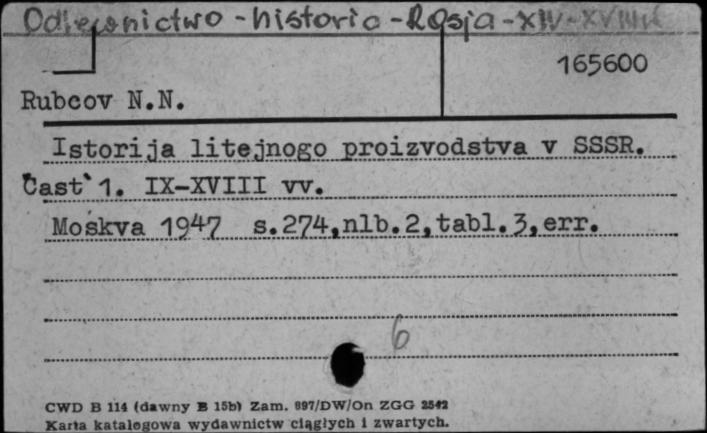 Odlewnictwo - historia - Rosja - XIV-XVIIIw
165600
Rubcov N.N.
Istorija litejnogo proizvodstva v SSSR.
Čast` 1. IX-XVIII vv.
Moskva 1947 s.274,nlb.2,tabl.3,err.
6
CWD B 114 (dawny B 15b) Zam. 897/DW/On ZGG 2542
Karta katalogowa wydawnictw ciągłych i zwartych.